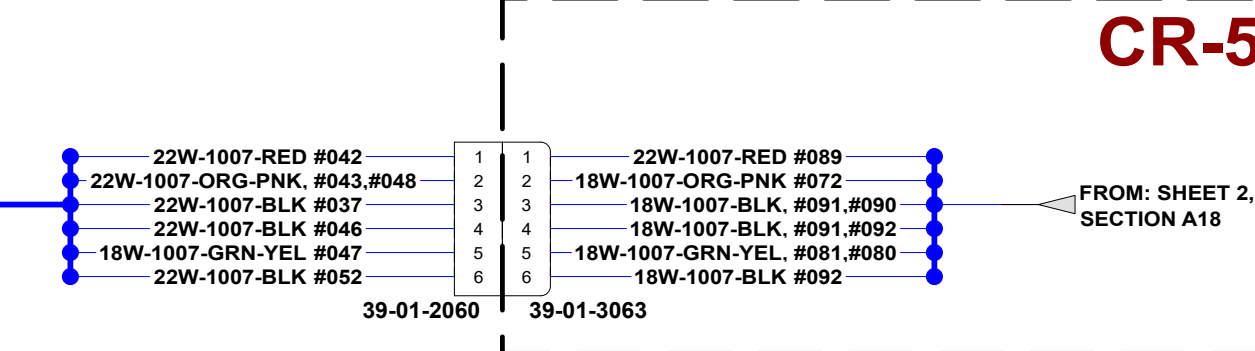 CR-5
22W-1007-RED #042 1 1 22W-1007-RED #089
22W-1007-ORG-PNK, #043,#048 2 2 18W-1007-ORG-PNK #072
22W-1007-BLK #037 3 3 18W-1007-BLK, #091,#090
22W-1007-BLK #046 4 4 18W-1007-BLK, #091,#092
18W-1007-GRN-YEL #047 5 5 18W-1007-GRN-YEL, #081,#080
22W-1007-BLK #052 6 6 18W-1007-BLK #092
FROM: SHEET 2,
SECTION A18
39-01-2060 39-01-3063